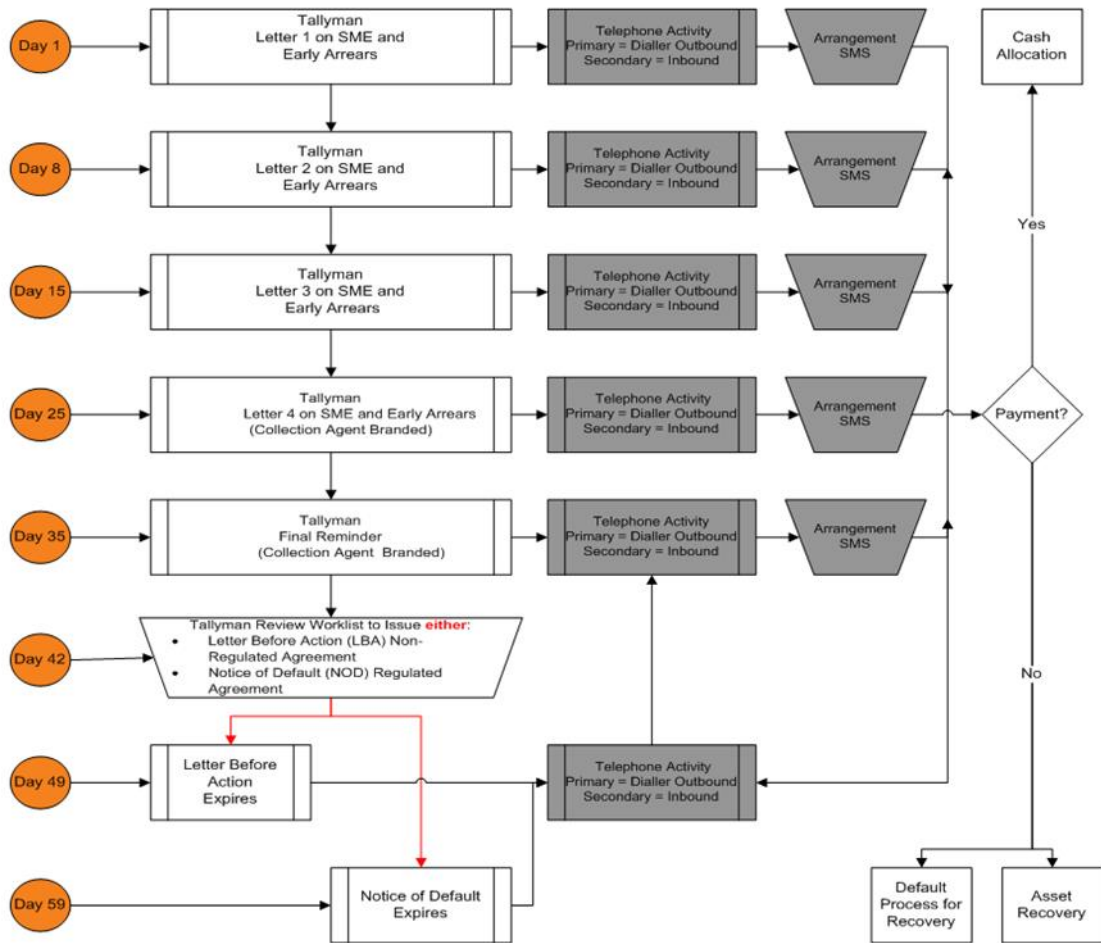 Day 1
Tallyman
Letter 1 on SME and
Early Arrears
Telephone Activity
Primary = Dialler Outbound
Secondary = Inbound
Arrangement
SMS
Cash
Allocation
Day 8
Tallyman
Letter 2 on SME and
Early Arrears
Telephone Activity
Primary = Dialler Outbound
Secondary = Inbound
Arrangement
SMS
Yes
Day 15
Tallyman
Letter 3 on SME and
Early Arrears
Telephone Activity
Primary = Dialler Outbound
Secondary = Inbound
Arrangement
SMS
Day 25
Tallyman
Letter 4 on SME and Early Arrears
(Collection Agent Branded)
Telephone Activity
Primary = Dialler Outbound
Secondary = Inbound
Arrangement
SMS
Payment?
Day 35
Tallyman
Final Reminder
(Collection Agent Branded)
Telephone Activity
Primary = Dialler Outbound
Secondary = Inbound
Arrangement
SMS
Day 42
Tallyman Review Worklist to Issue either:
• Letter Before Action (LBA) Non-
Regulated Agreement
• Notice of Default (NOD) Regulated
Agreement
No
Day 49
Letter Before
Action
Expires
Telephone Activity
Primary = Dialler Outbound
Secondary = Inbound
Day 59
Notice of Default
Expires
Default
Process for
Recovery
Asset
Recovery